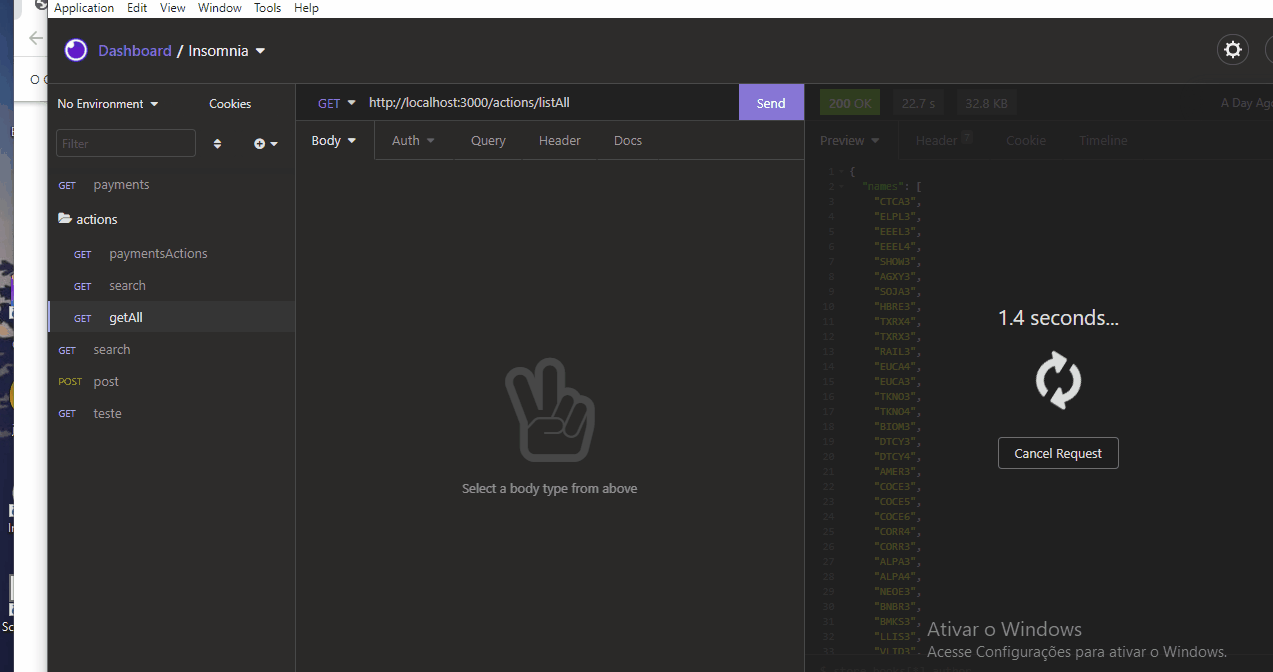 Application Edit View Window Tools Help
Dashboard / Insomnia
No Environment Cookies
Filter
GET payments
actions
GET paymentsActions
GET search
GET getAll
GET search
POST post
GET teste
GET http://localhost:3000/actions/listAll Send
Body Auth Query Header Docs
Select a body type from above
200 OK 22.7 s 32.8 KB A Day Ago
Preview Header 7 Cookie Timeline
1 {
2 "names": [
3 "CTCA3",
4 "ELPL3",
5 "EEEL3",
6 "EEEL4",
7 "SHOW3",
8 "AGXY3",
9 "SOJA3",
10 "HBRE3",
11 "TXRX4",
12 "TXRX3",
13 "RAIL3",
14 "EUCA4",
15 "EUCA3",
16 "TKNO3",
17 "TKNO4",
18 "BIOM3",
19 "DTCY3",
20 "DTCY4",
21 "AMER3",
22 "COCE3",
23 "COCE5",
24 "COCE6",
25 "CORR4",
26 "CORR3",
27 "ALPA3",
28 "ALPA4",
29 "NEOE3",
30 "BNBR3",
31 "BMKS3",
32 "LLIS3",
33 "VLID3",
1.4 seconds...
Cancel Request
Ativar o Windows
Acesse Configurações para ativar o Windows.